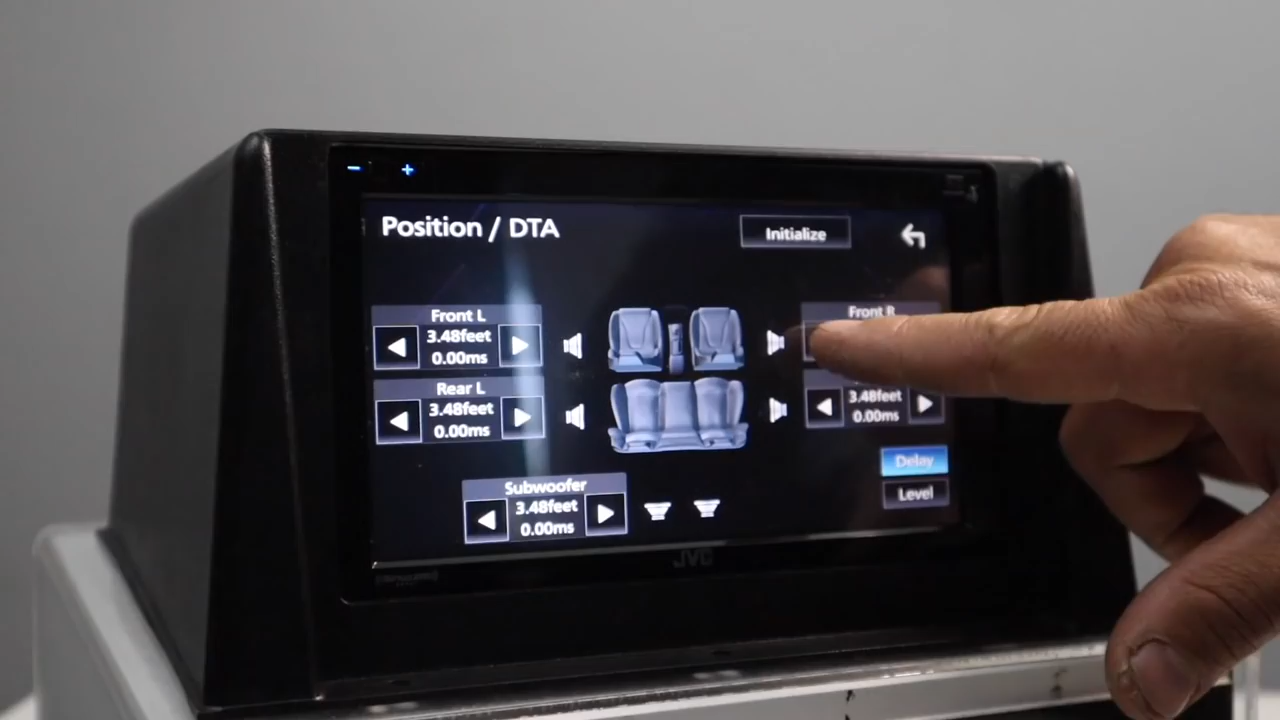 - +
Position / DTA
Initialize
Front L
3.48feet
0.00ms
Front R
Rear L
3.48feet
0.00ms
3.48feet
0.00ms
Subwoofer
3.48feet
0.00ms
Delay
Level
JVC